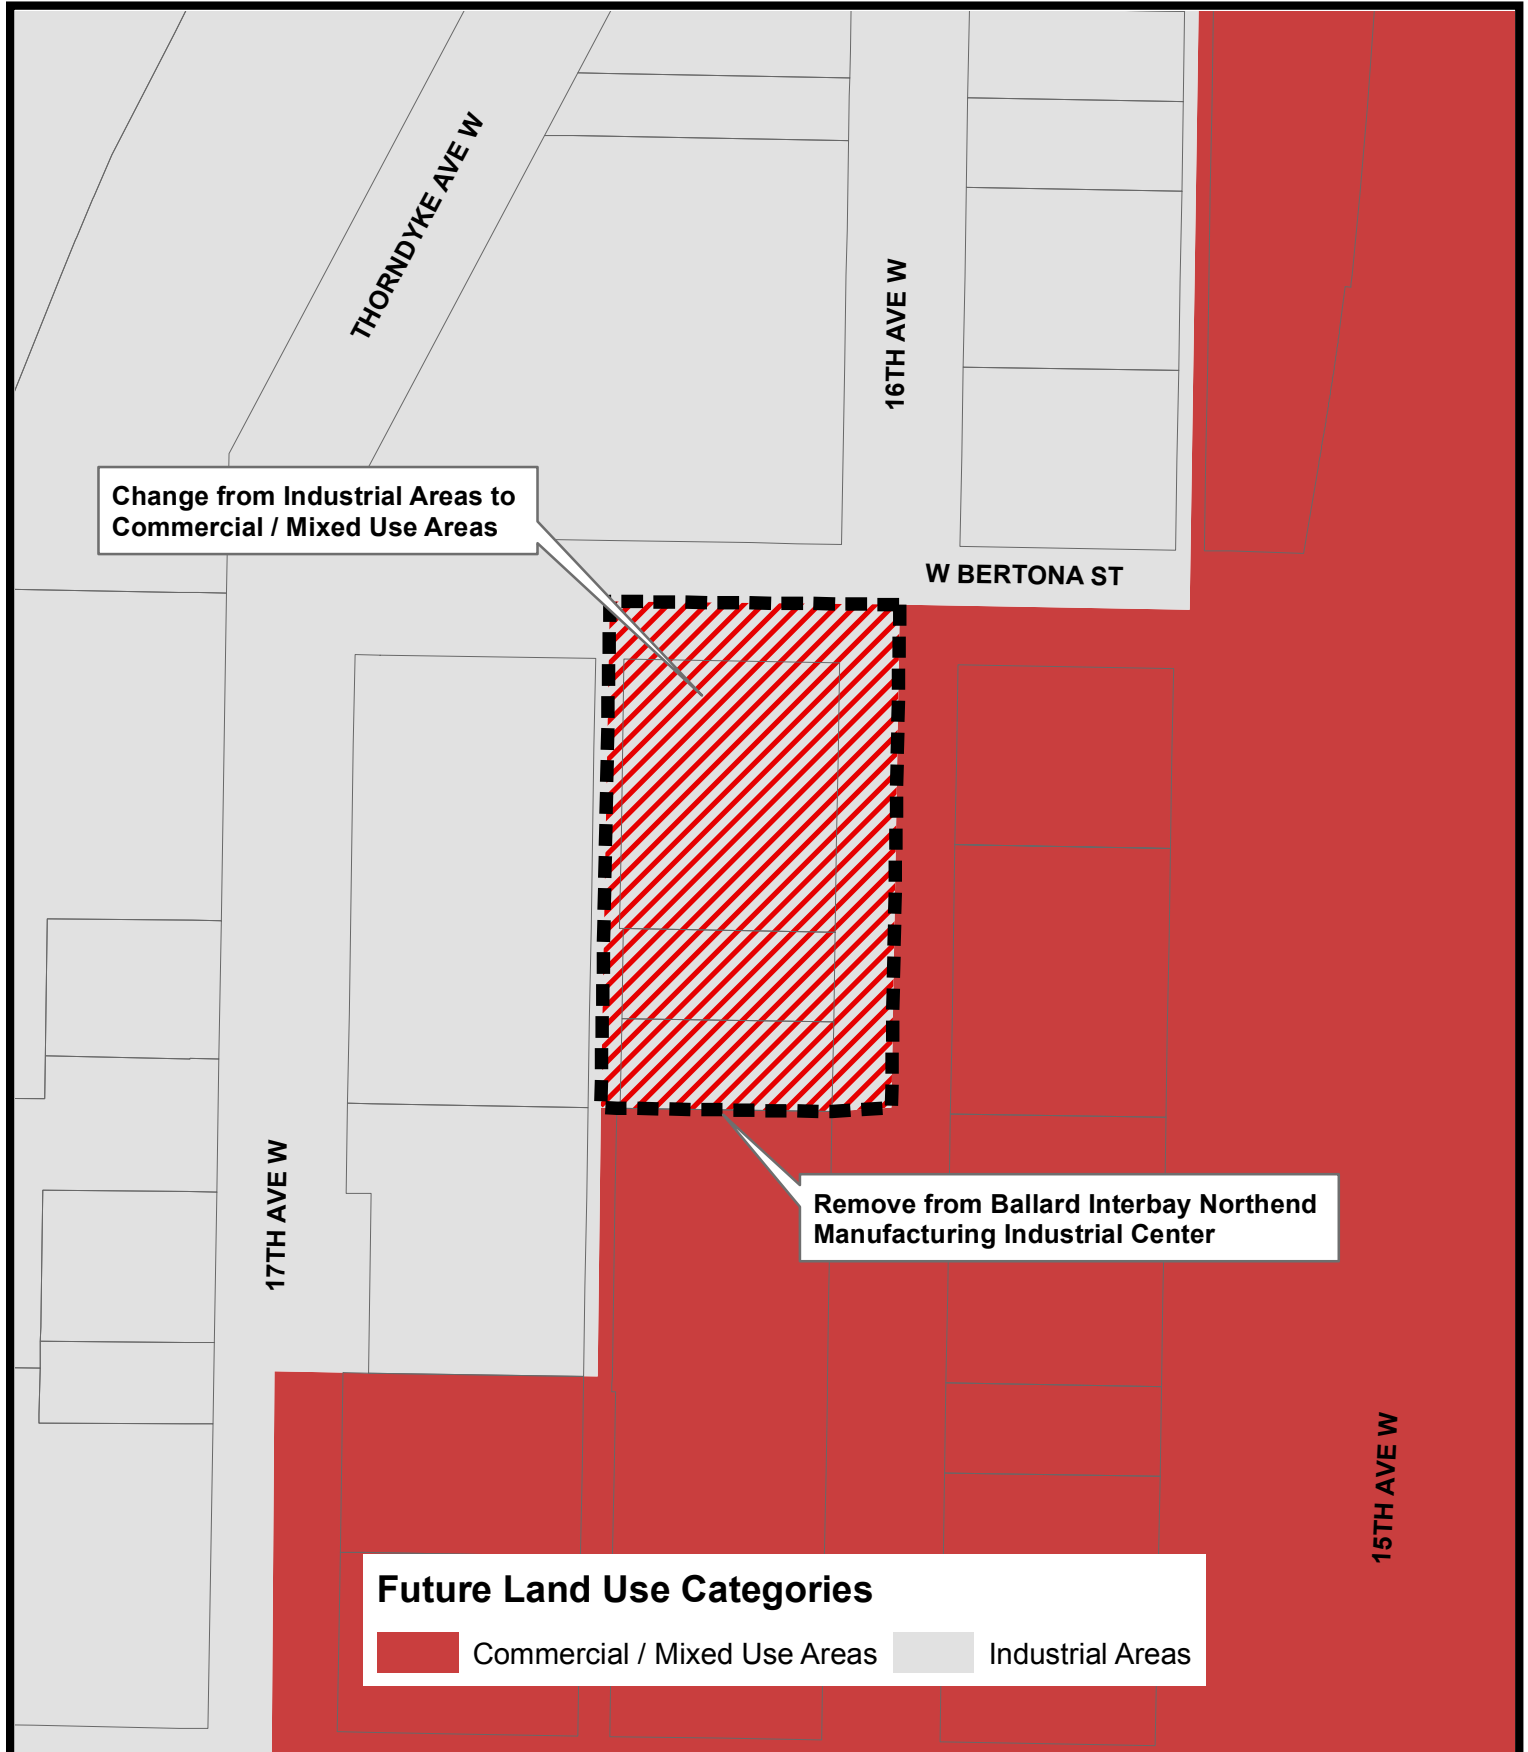 THORNDYKE AVE W
16TH AVE W
Change from Industrial Areas to
Commercial / Mixed Use Areas
W BERTONA ST
17TH AVE W
Remove from Ballard Interbay Northend
Manufacturing Industrial Center
15TH AVE W
Future Land Use Categories
Commercial / Mixed Use Areas
Industrial Areas